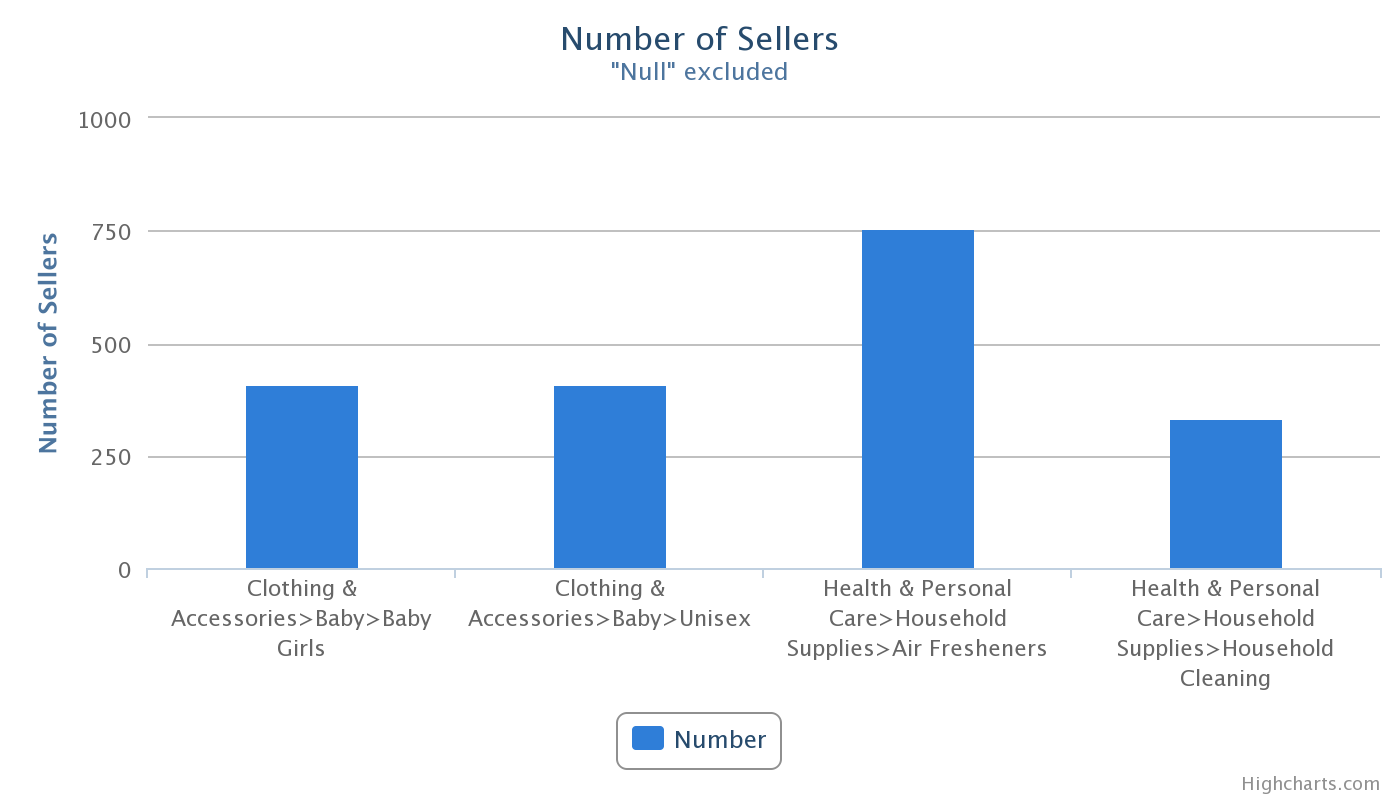 Number of Sellers
"Null" excluded
1000
750
500
250
0
Number of Sellers
Clothing &
Accessories>Baby>Baby
Girls
Clothing &
Accessories>Baby>Unisex
Health & Personal
Care>Household
Supplies>Air Fresheners
Health & Personal
Care>Household
Supplies>Household
Cleaning
Number
Highcharts.com